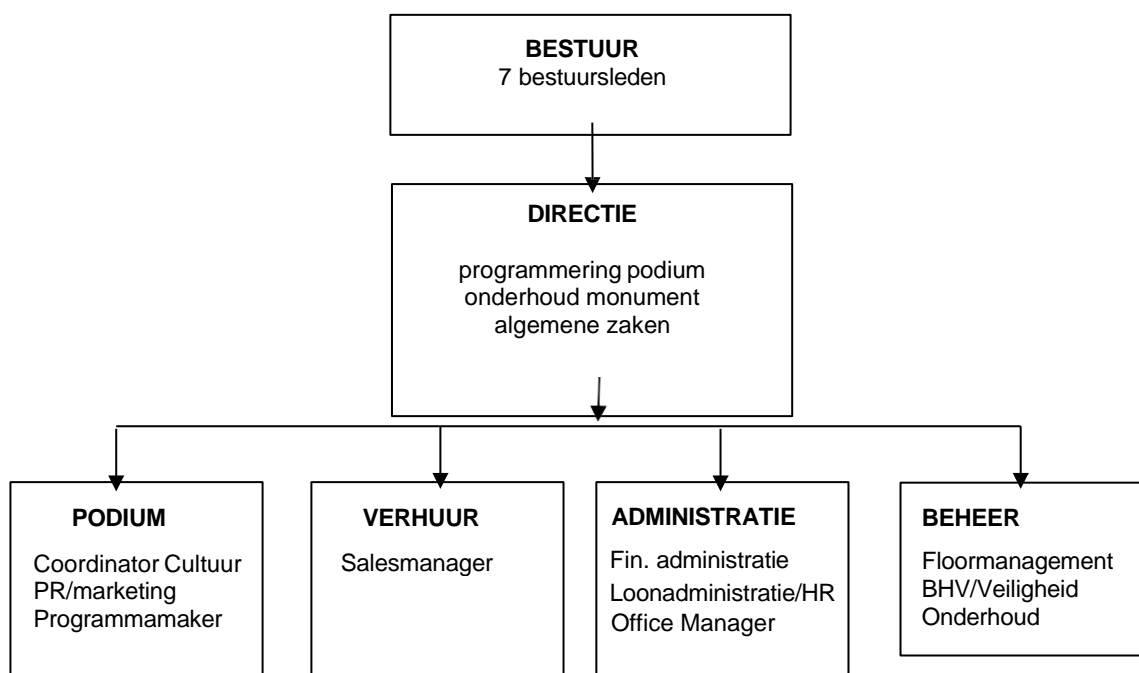 BESTUUR
7 bestuursleden
DIRECTIE
programmering podium
onderhoud monument
algemene zaken
PODIUM
Coordinator Cultuur
PR/marketing
Programmamaker
VERHUUR
Salesmanager
ADMINISTRATIE
Fin. administratie
Loonadministratie/HR
Office Manager
BEHEER
Floormanagement
BHV/Veiligheid
Onderhoud